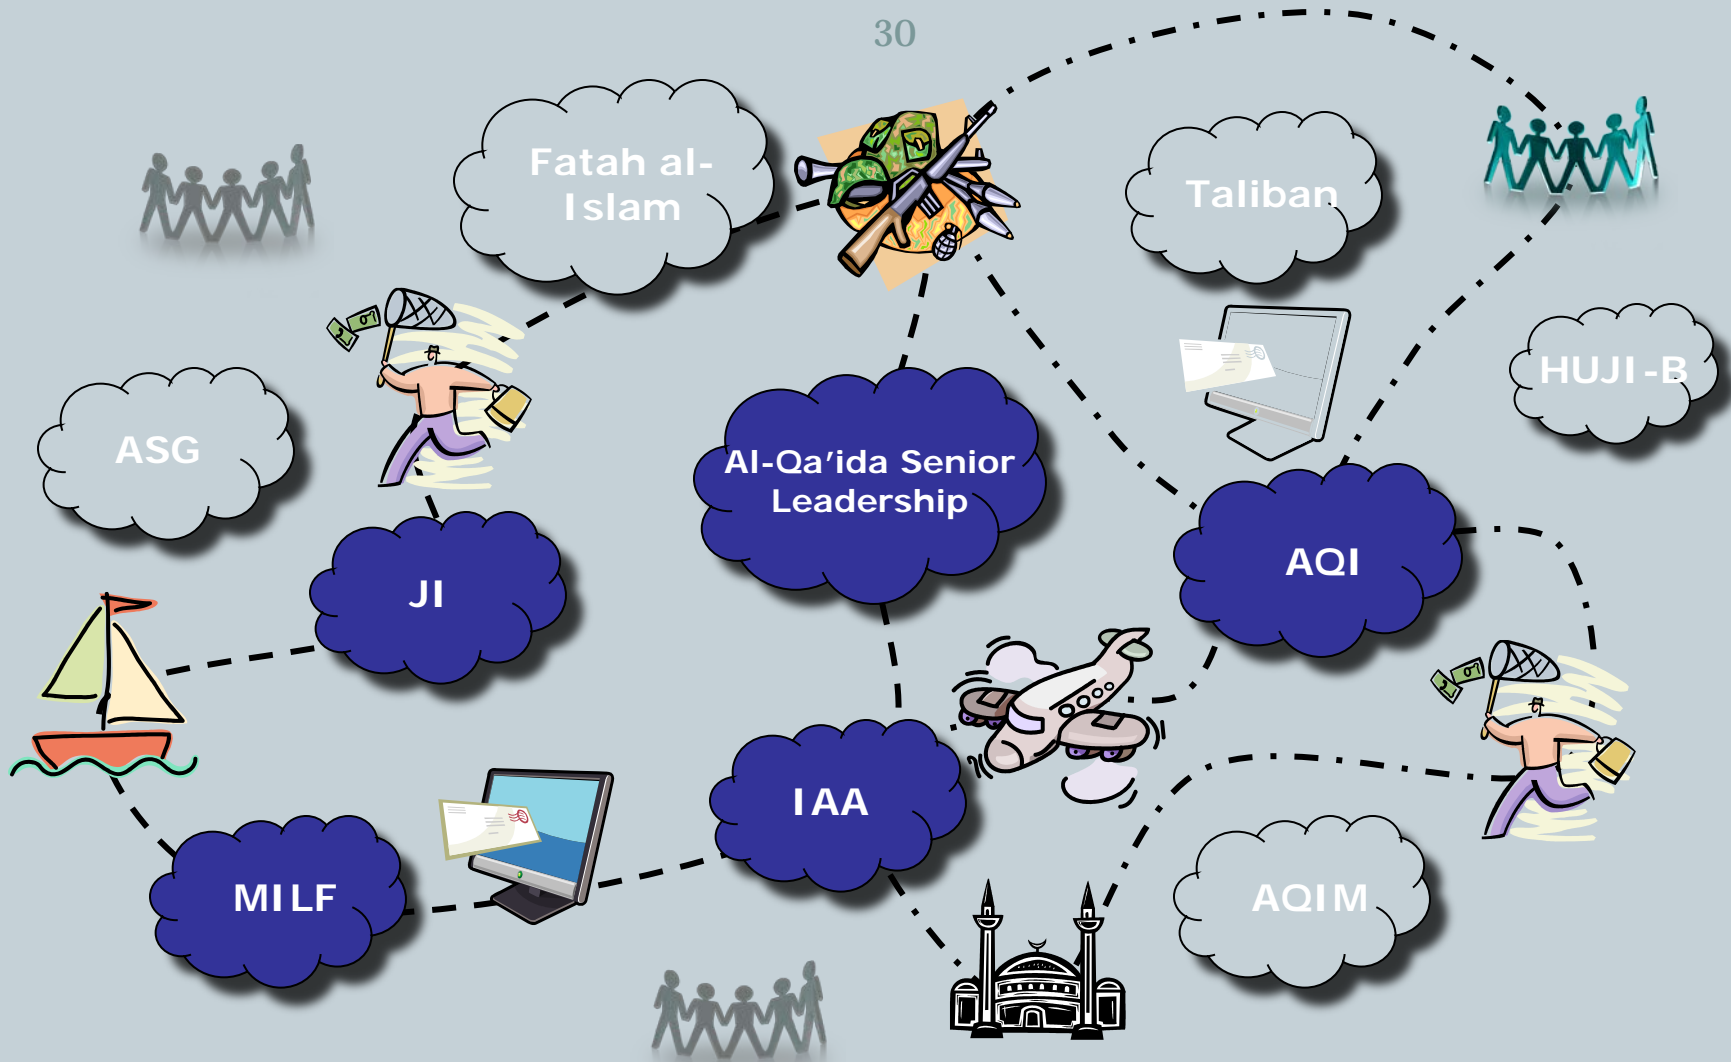 30
Fatah al-
Islam
Taliban
HUJI-B
ASG
Al-Qa'ida Senior
Leadership
AQI
JI
IAA
MILF
AQIM